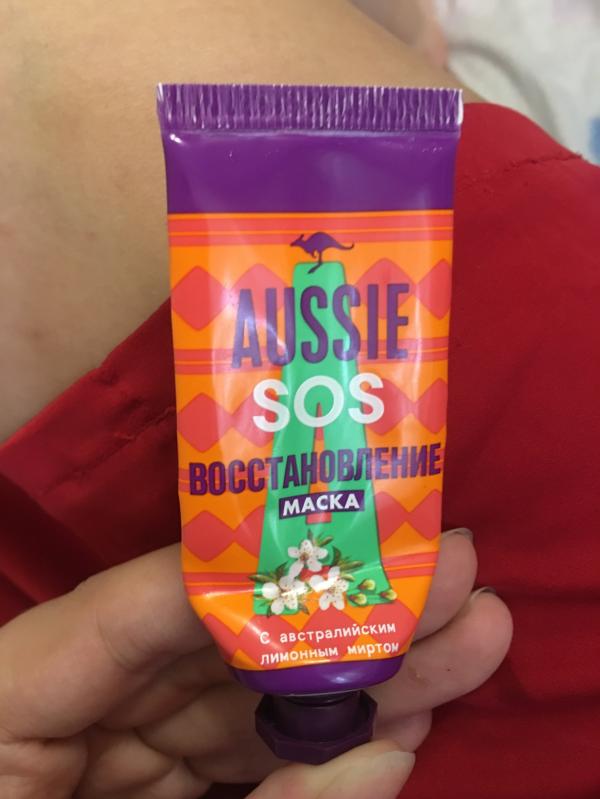 AUSSIE
SOS
ВОССТАНОВЛЕНИЕ
МАСКА
С австралийским
лимонным миртом